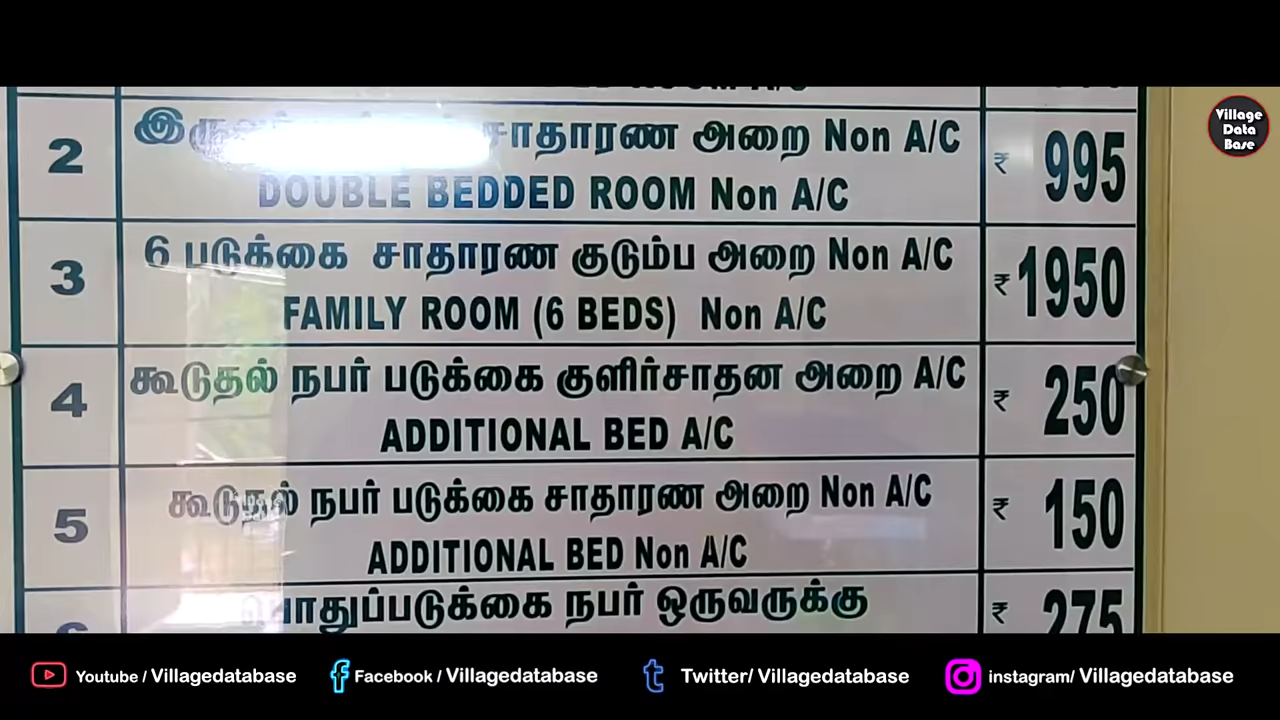 Village
Data
Base
2
சாதாரண அறை Non A/C
DOUBLE BEDDED ROOM Non A/C
₹ 995
3
6 படுக்கை சாதாரண குடும்ப அறை Non A/C
FAMILY ROOM (6 BEDS) Non A/C
₹ 1950
4
கூடுதல் நபர் படுக்கை குளிர்சாதன அறை A/C
ADDITIONAL BED A/C
₹ 250
5
கூடுதல் நபர் படுக்கை சாதாரண அறை Non A/C
ADDITIONAL BED Non A/C
₹ 150
பொதுப்படுக்கை நபர் ஒருவருக்கு
₹ 275
Youtube / Villagedatabase
Facebook / Villagedatabase
Twitter/ Villagedatabase
instagram/ Villagedatabase